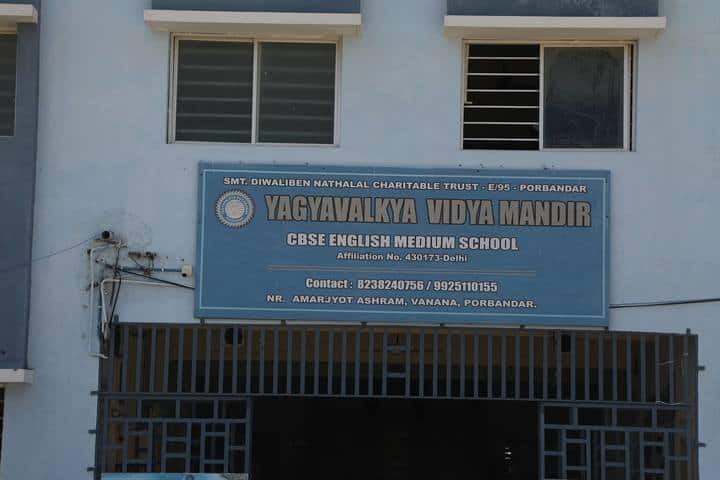 SMT. DIWALIBEN NATHALAL CHARITABLE TRUST - E/95 - PORBANDAR
YAGYAVALKYA VIDYA MANDIR
CBSE ENGLISH MEDIUM SCHOOL
Affiliation No. 430173-Delhi
Contact : 8238240756 / 9925110155
NR. AMARJYOT ASHRAM, VANANA, PORBANDAR.